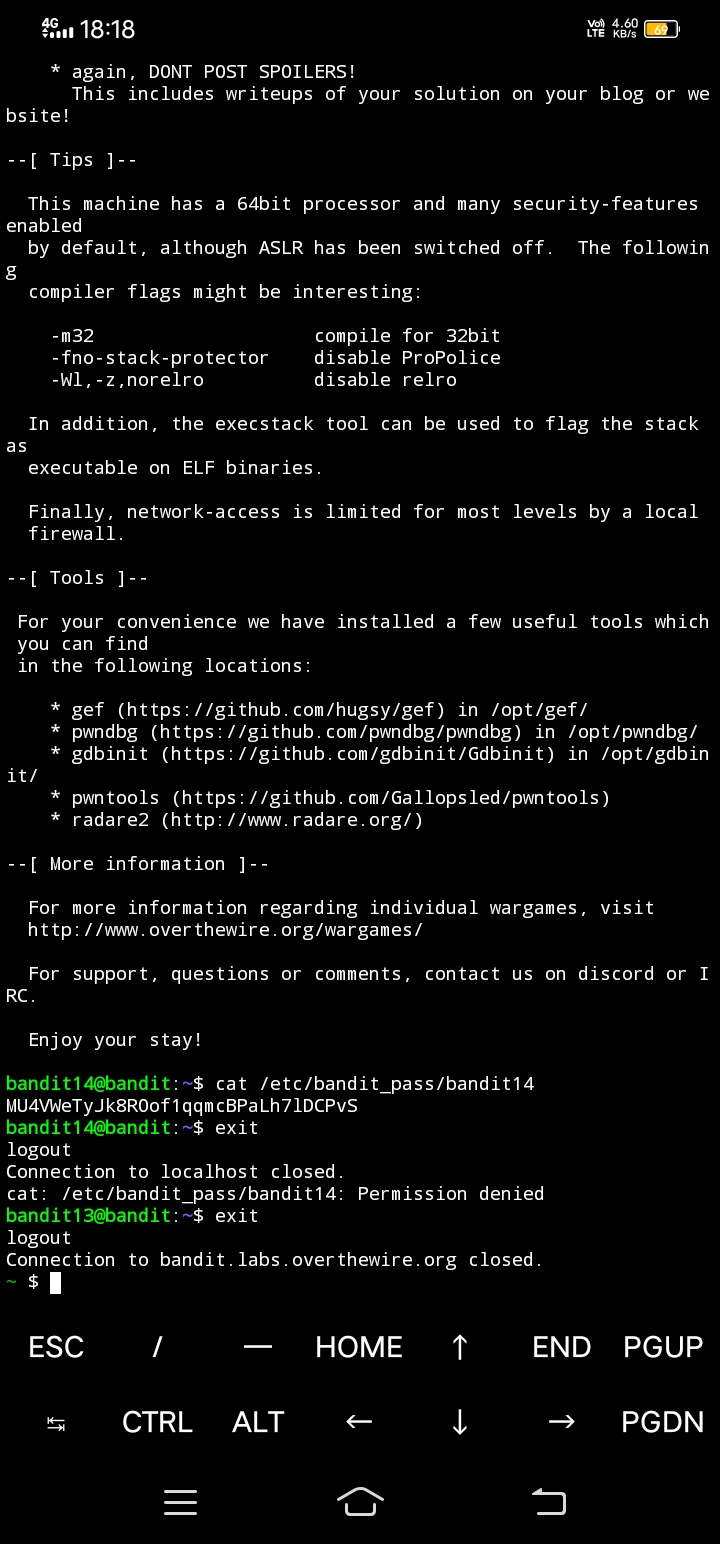 4G 18:18 Vo) LTE 4.60 KB/s 69
    * again, DONT POST SPOILERS!
      This includes writeups of your solution on your blog or we
bsite!
--[ Tips ]--
  This machine has a 64bit processor and many security-features
enabled
  by default, although ASLR has been switched off.  The followin
g
  compiler flags might be interesting:
    -m32                    compile for 32bit
    -fno-stack-protector    disable ProPolice
    -Wl,-z,norelro          disable relro
  In addition, the execstack tool can be used to flag the stack
as
  executable on ELF binaries.
  Finally, network-access is limited for most levels by a local
  firewall.
--[ Tools ]--
 For your convenience we have installed a few useful tools which
 you can find
 in the following locations:
    * gef (https://github.com/hugsy/gef) in /opt/gef/
    * pwndbg (https://github.com/pwndbg/pwndbg) in /opt/pwndbg/
    * gdbinit (https://github.com/gdbinit/Gdbinit) in /opt/gdbin
it/
    * pwntools (https://github.com/Gallopsled/pwntools)
    * radare2 (http://www.radare.org/)
--[ More information ]--
  For more information regarding individual wargames, visit
  http://www.overthewire.org/wargames/
  For support, questions or comments, contact us on discord or I
RC.
  Enjoy your stay!
bandit14@bandit:~$ cat /etc/bandit_pass/bandit14
MU4VWeTyJk8ROof1qqmcBPaLh7lDCPvS
bandit14@bandit:~$ exit
logout
Connection to localhost closed.
cat: /etc/bandit_pass/bandit14: Permission denied
bandit13@bandit:~$ exit
logout
Connection to bandit.labs.overthewire.org closed.
~ $
ESC / — HOME ↑ END PGUP
↹ CTRL ALT ← ↓ → PGDN